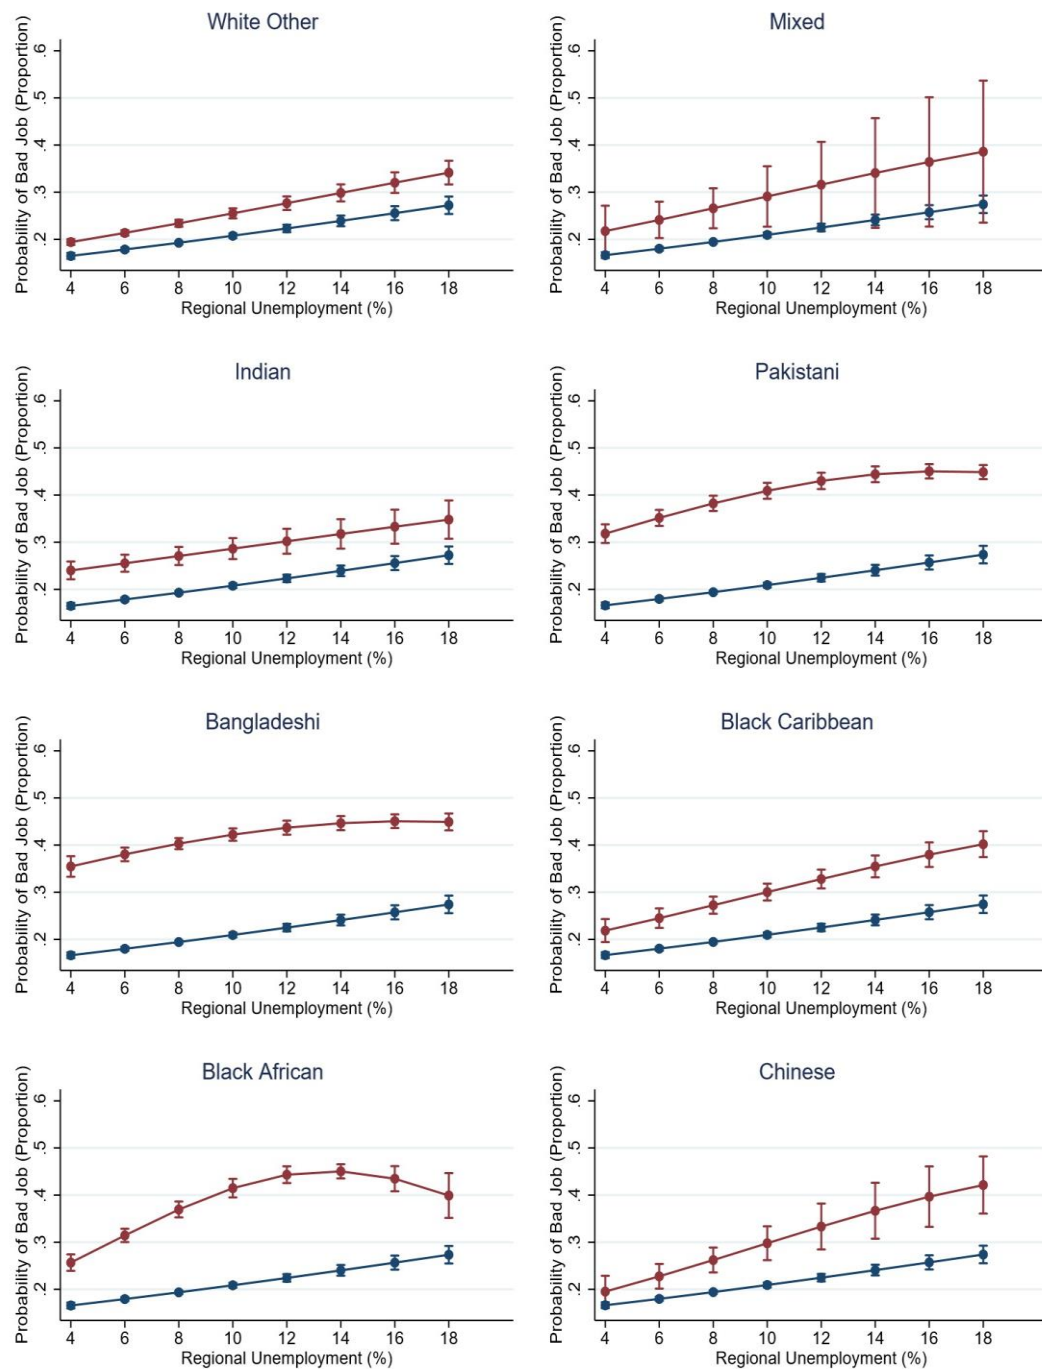 White Other
Probability of Bad Job (Proportion)
.6
.5
.4
.3
.2
4 6 8 10 12 14 16 18
Regional Unemployment (%)
Mixed
Probability of Bad Job (Proportion)
.6
.5
.4
.3
.2
4 6 8 10 12 14 16 18
Regional Unemployment (%)
Indian
Probability of Bad Job (Proportion)
.6
.5
.4
.3
.2
4 6 8 10 12 14 16 18
Regional Unemployment (%)
Pakistani
Probability of Bad Job (Proportion)
.6
.5
.4
.3
.2
4 6 8 10 12 14 16 18
Regional Unemployment (%)
Bangladeshi
Probability of Bad Job (Proportion)
.6
.5
.4
.3
.2
4 6 8 10 12 14 16 18
Regional Unemployment (%)
Black Caribbean
Probability of Bad Job (Proportion)
.6
.5
.4
.3
.2
4 6 8 10 12 14 16 18
Regional Unemployment (%)
Black African
Probability of Bad Job (Proportion)
.6
.5
.4
.3
.2
4 6 8 10 12 14 16 18
Regional Unemployment (%)
Chinese
Probability of Bad Job (Proportion)
.6
.5
.4
.3
.2
4 6 8 10 12 14 16 18
Regional Unemployment (%)